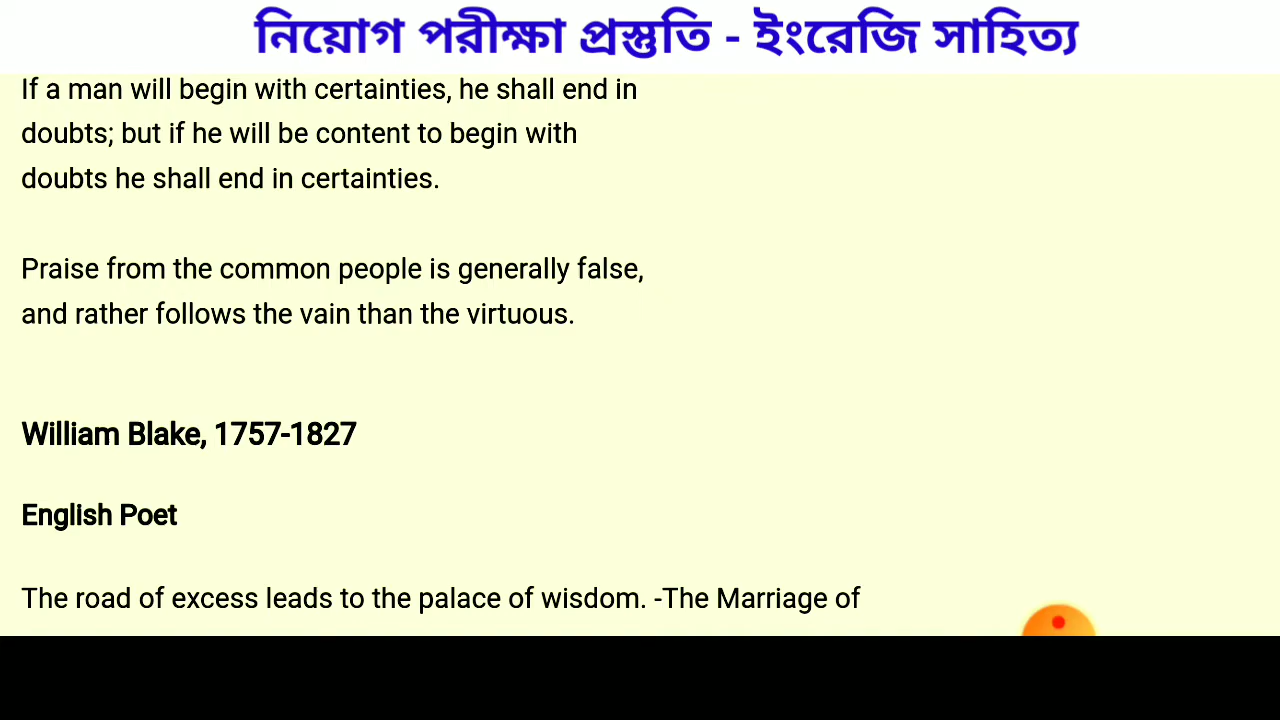 নিয়োগ পরীক্ষা প্রস্তুতি - ইংরেজি সাহিত্য
If a man will begin with certainties, he shall end in
doubts; but if he will be content to begin with
doubts he shall end in certainties.
Praise from the common people is generally false,
and rather follows the vain than the virtuous.
William Blake, 1757-1827
English Poet
The road of excess leads to the palace of wisdom. -The Marriage of